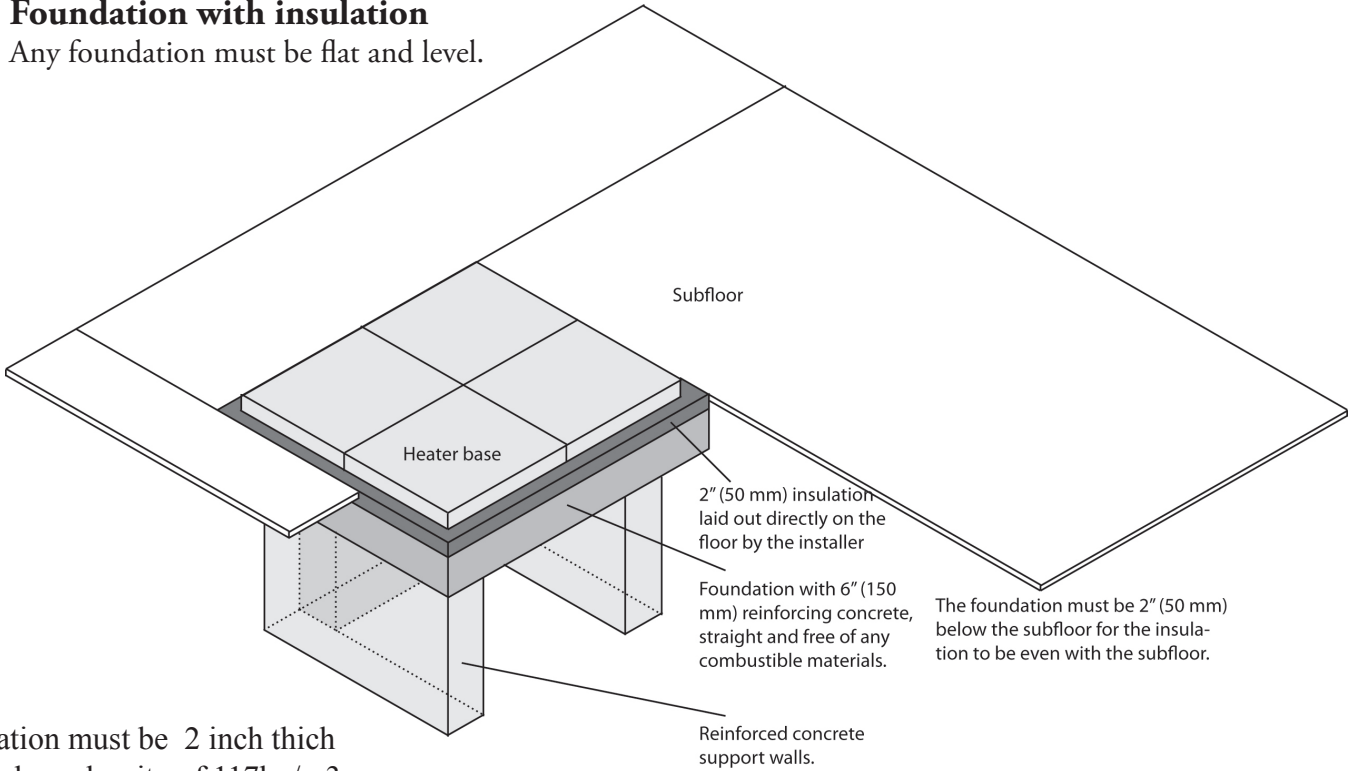 Foundation with insulation
Any foundation must be flat and level.
Subfloor
Heater base
2” (50 mm) insulation
laid out directly on the
floor by the installer
Foundation with 6” (150
mm) reinforcing concrete,
straight and free of any
combustible materials.
The foundation must be 2” (50 mm)
below the subfloor for the insula-
tion to be even with the subfloor.
Reinforced concrete
support walls.
must be 2 inch thich